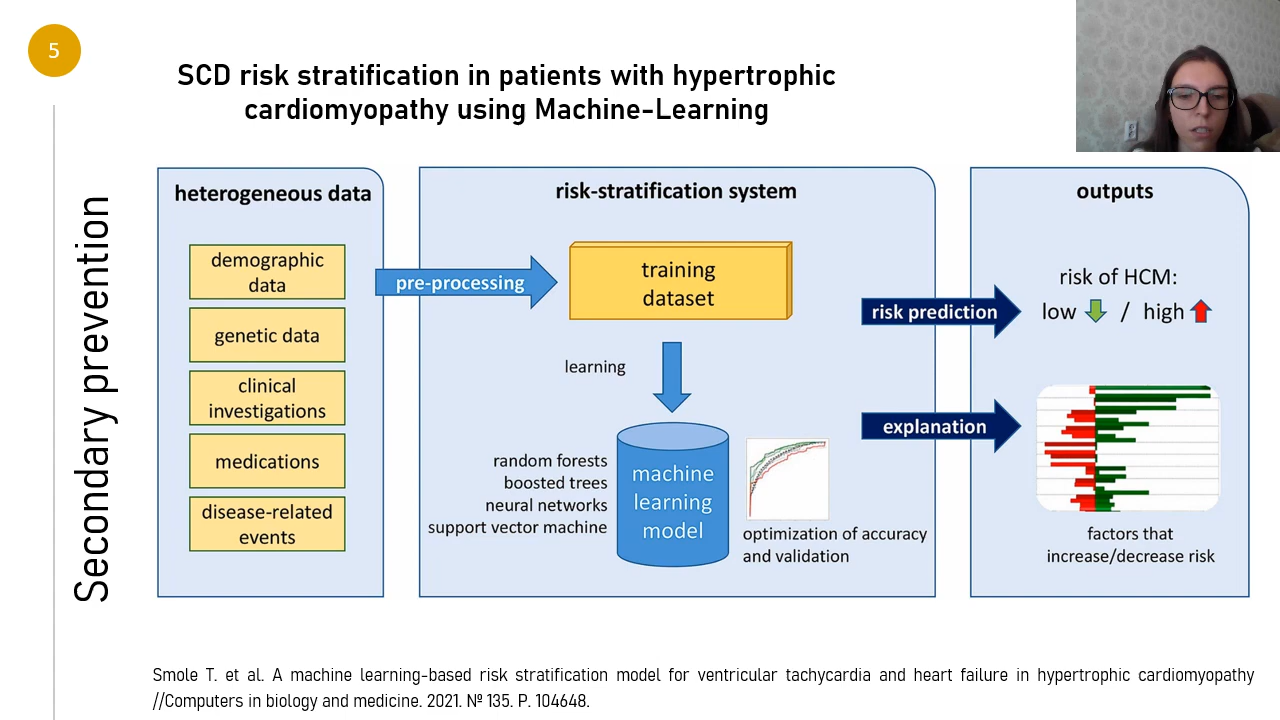 5
SCD risk stratification in patients with hypertrophic
cardiomyopathy using Machine-Learning
Secondary prevention
heterogeneous data
demographic
data
genetic data
clinical
investigations
medications
disease-related
events
pre-processing
risk-stratification system
training
dataset
learning
random forests
boosted trees
neural networks
support vector machine
machine
learning
model
optimization of accuracy
and validation
risk prediction
explanation
outputs
risk of HCM:
low / high
factors that
increase/decrease risk
Smole T. et al. A machine learning-based risk stratification model for ventricular tachycardia and heart failure in hypertrophic cardiomyopathy
//Computers in biology and medicine. 2021. № 135. P. 104648.